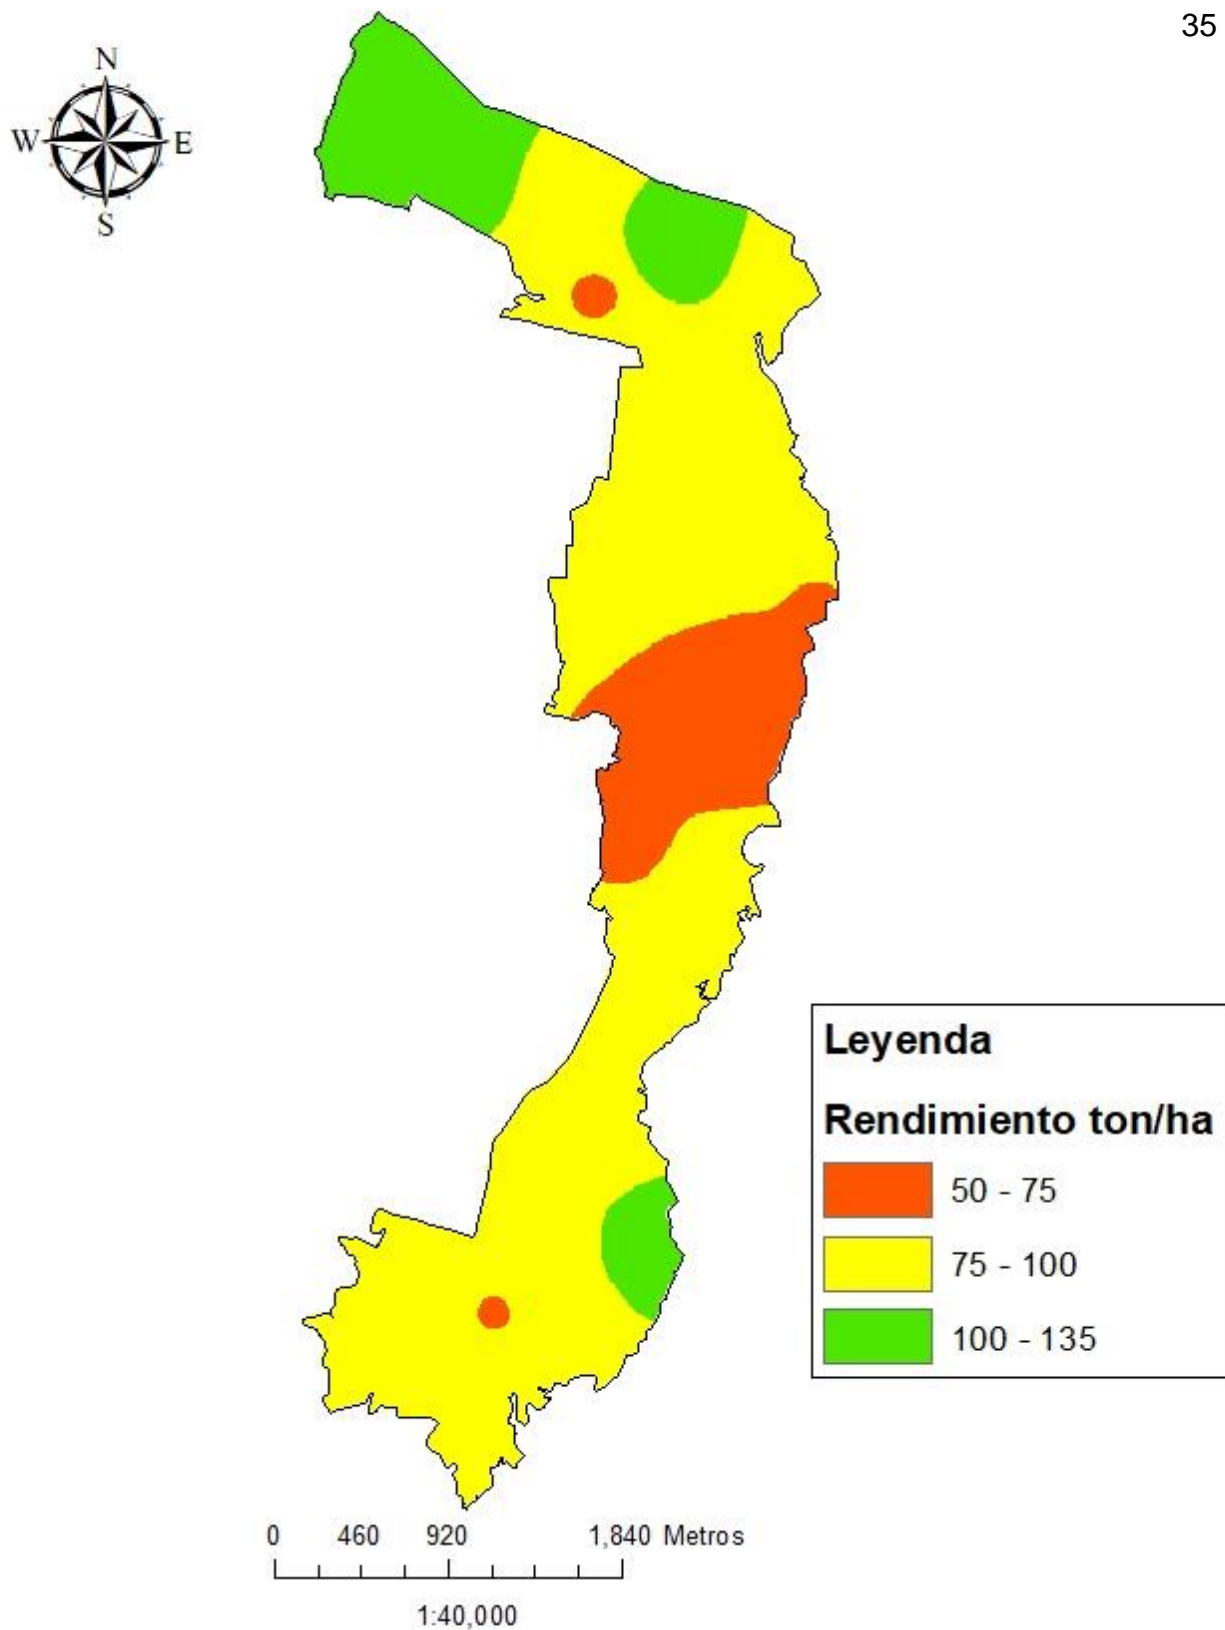 35
N
W E
S
Leyenda
Rendimiento ton/ha
50 - 75
75 - 100
100 - 135
0 460 920 1,840 Metros
1:40,000